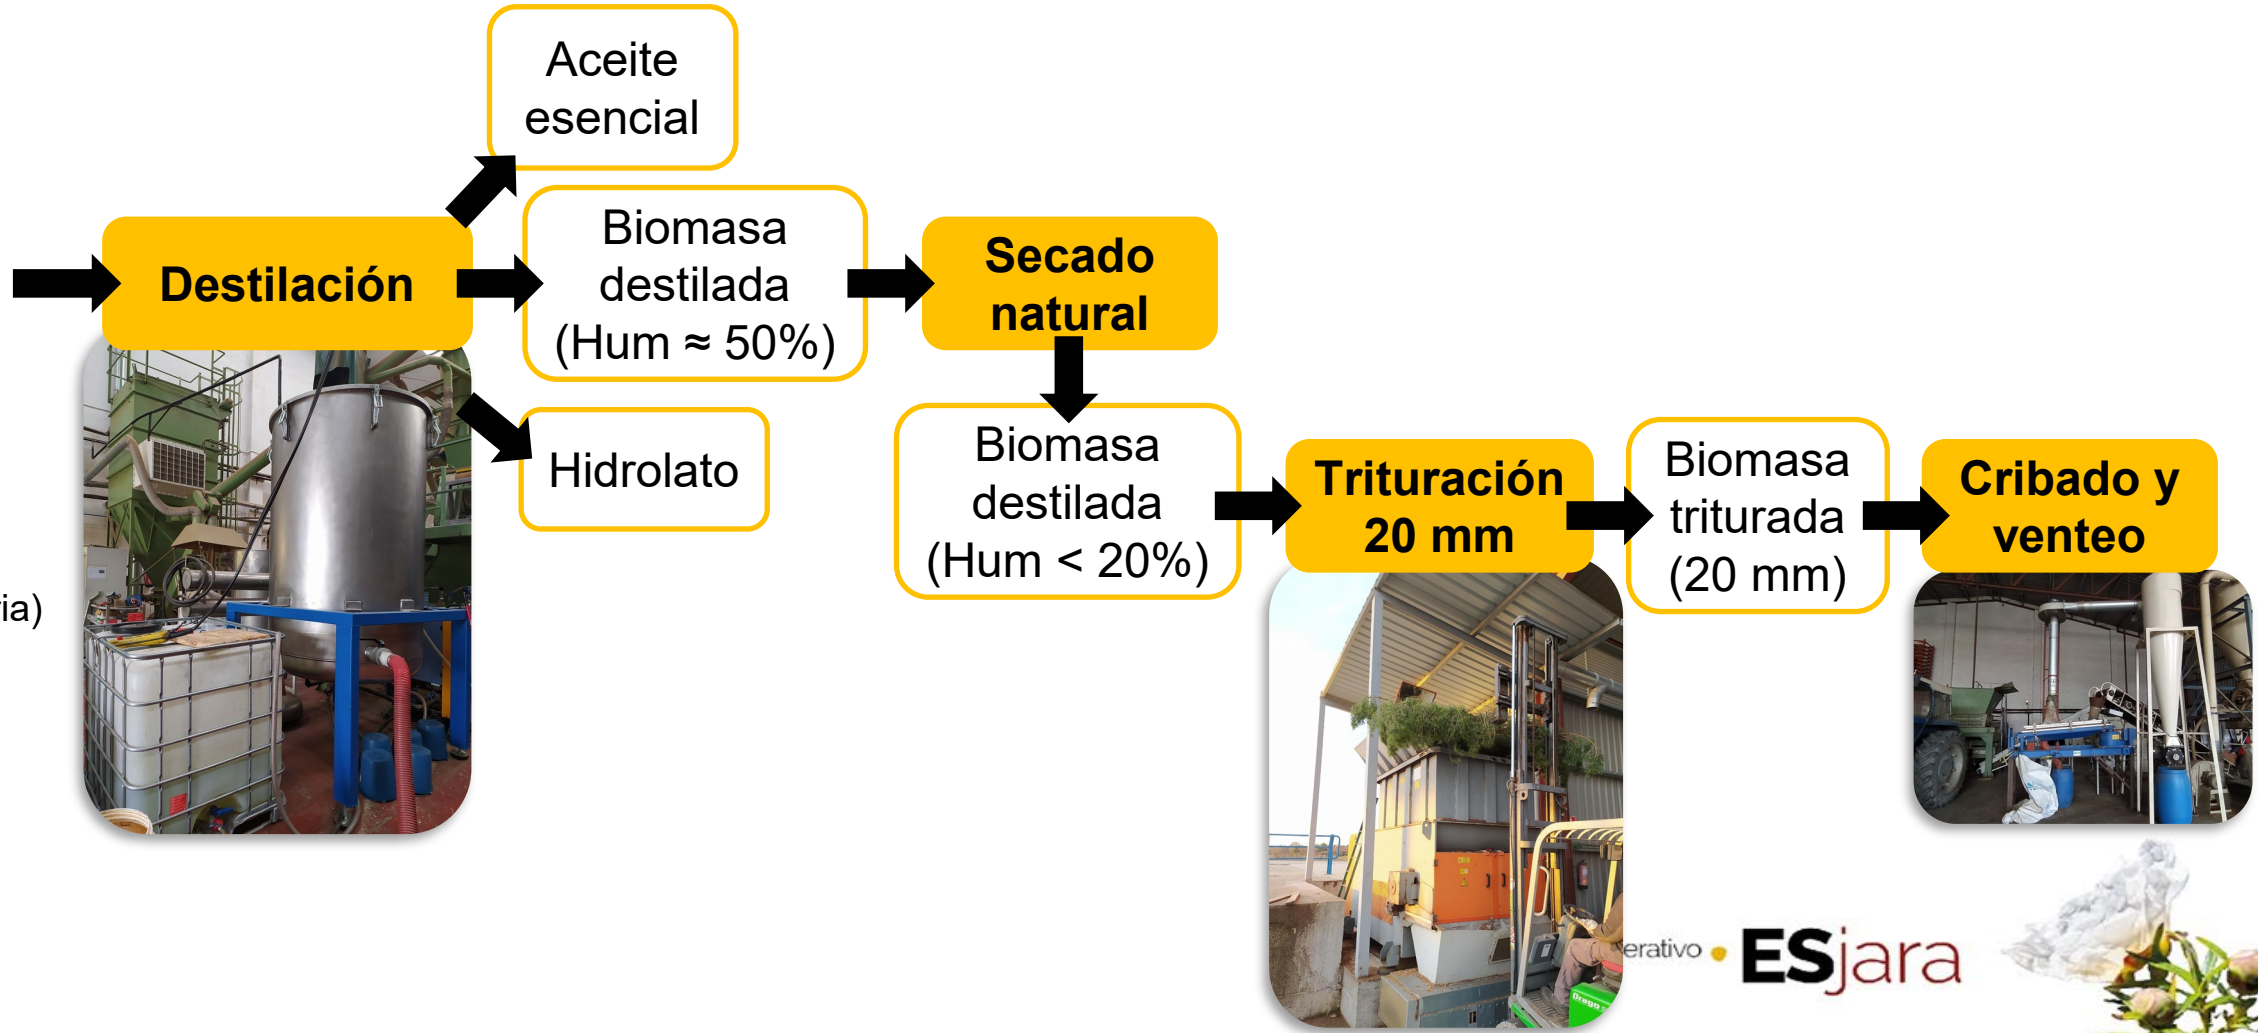 Aceite
esencial
Destilación
Biomasa
destilada
(Hum ≈ 50%)
Secado
natural
Hidrolato
Biomasa
destilada
(Hum < 20%)
Trituración
20 mm
Biomasa
triturada
(20 mm)
Cribado y
venteo
ria)
erativo • ESjara